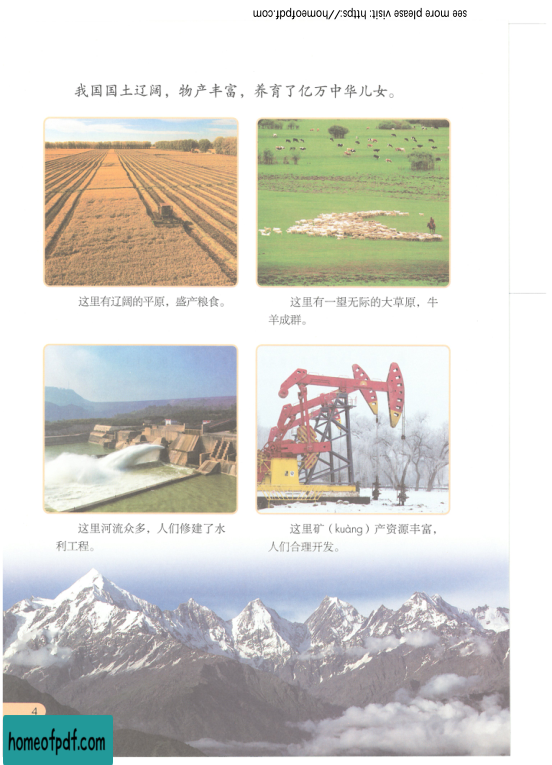 see more please visit: https://homeofpdf.com
我国国土辽阔，物产丰富，养育了亿万中华儿女。
这里有辽阔的平原，盛产粮食。
这里有一望无际的大草原，牛
羊成群。
这里河流众多，人们修建了水
利工程。
这里矿（kuàng）产资源丰富，
人们合理开发。
4
homeofpdf.com